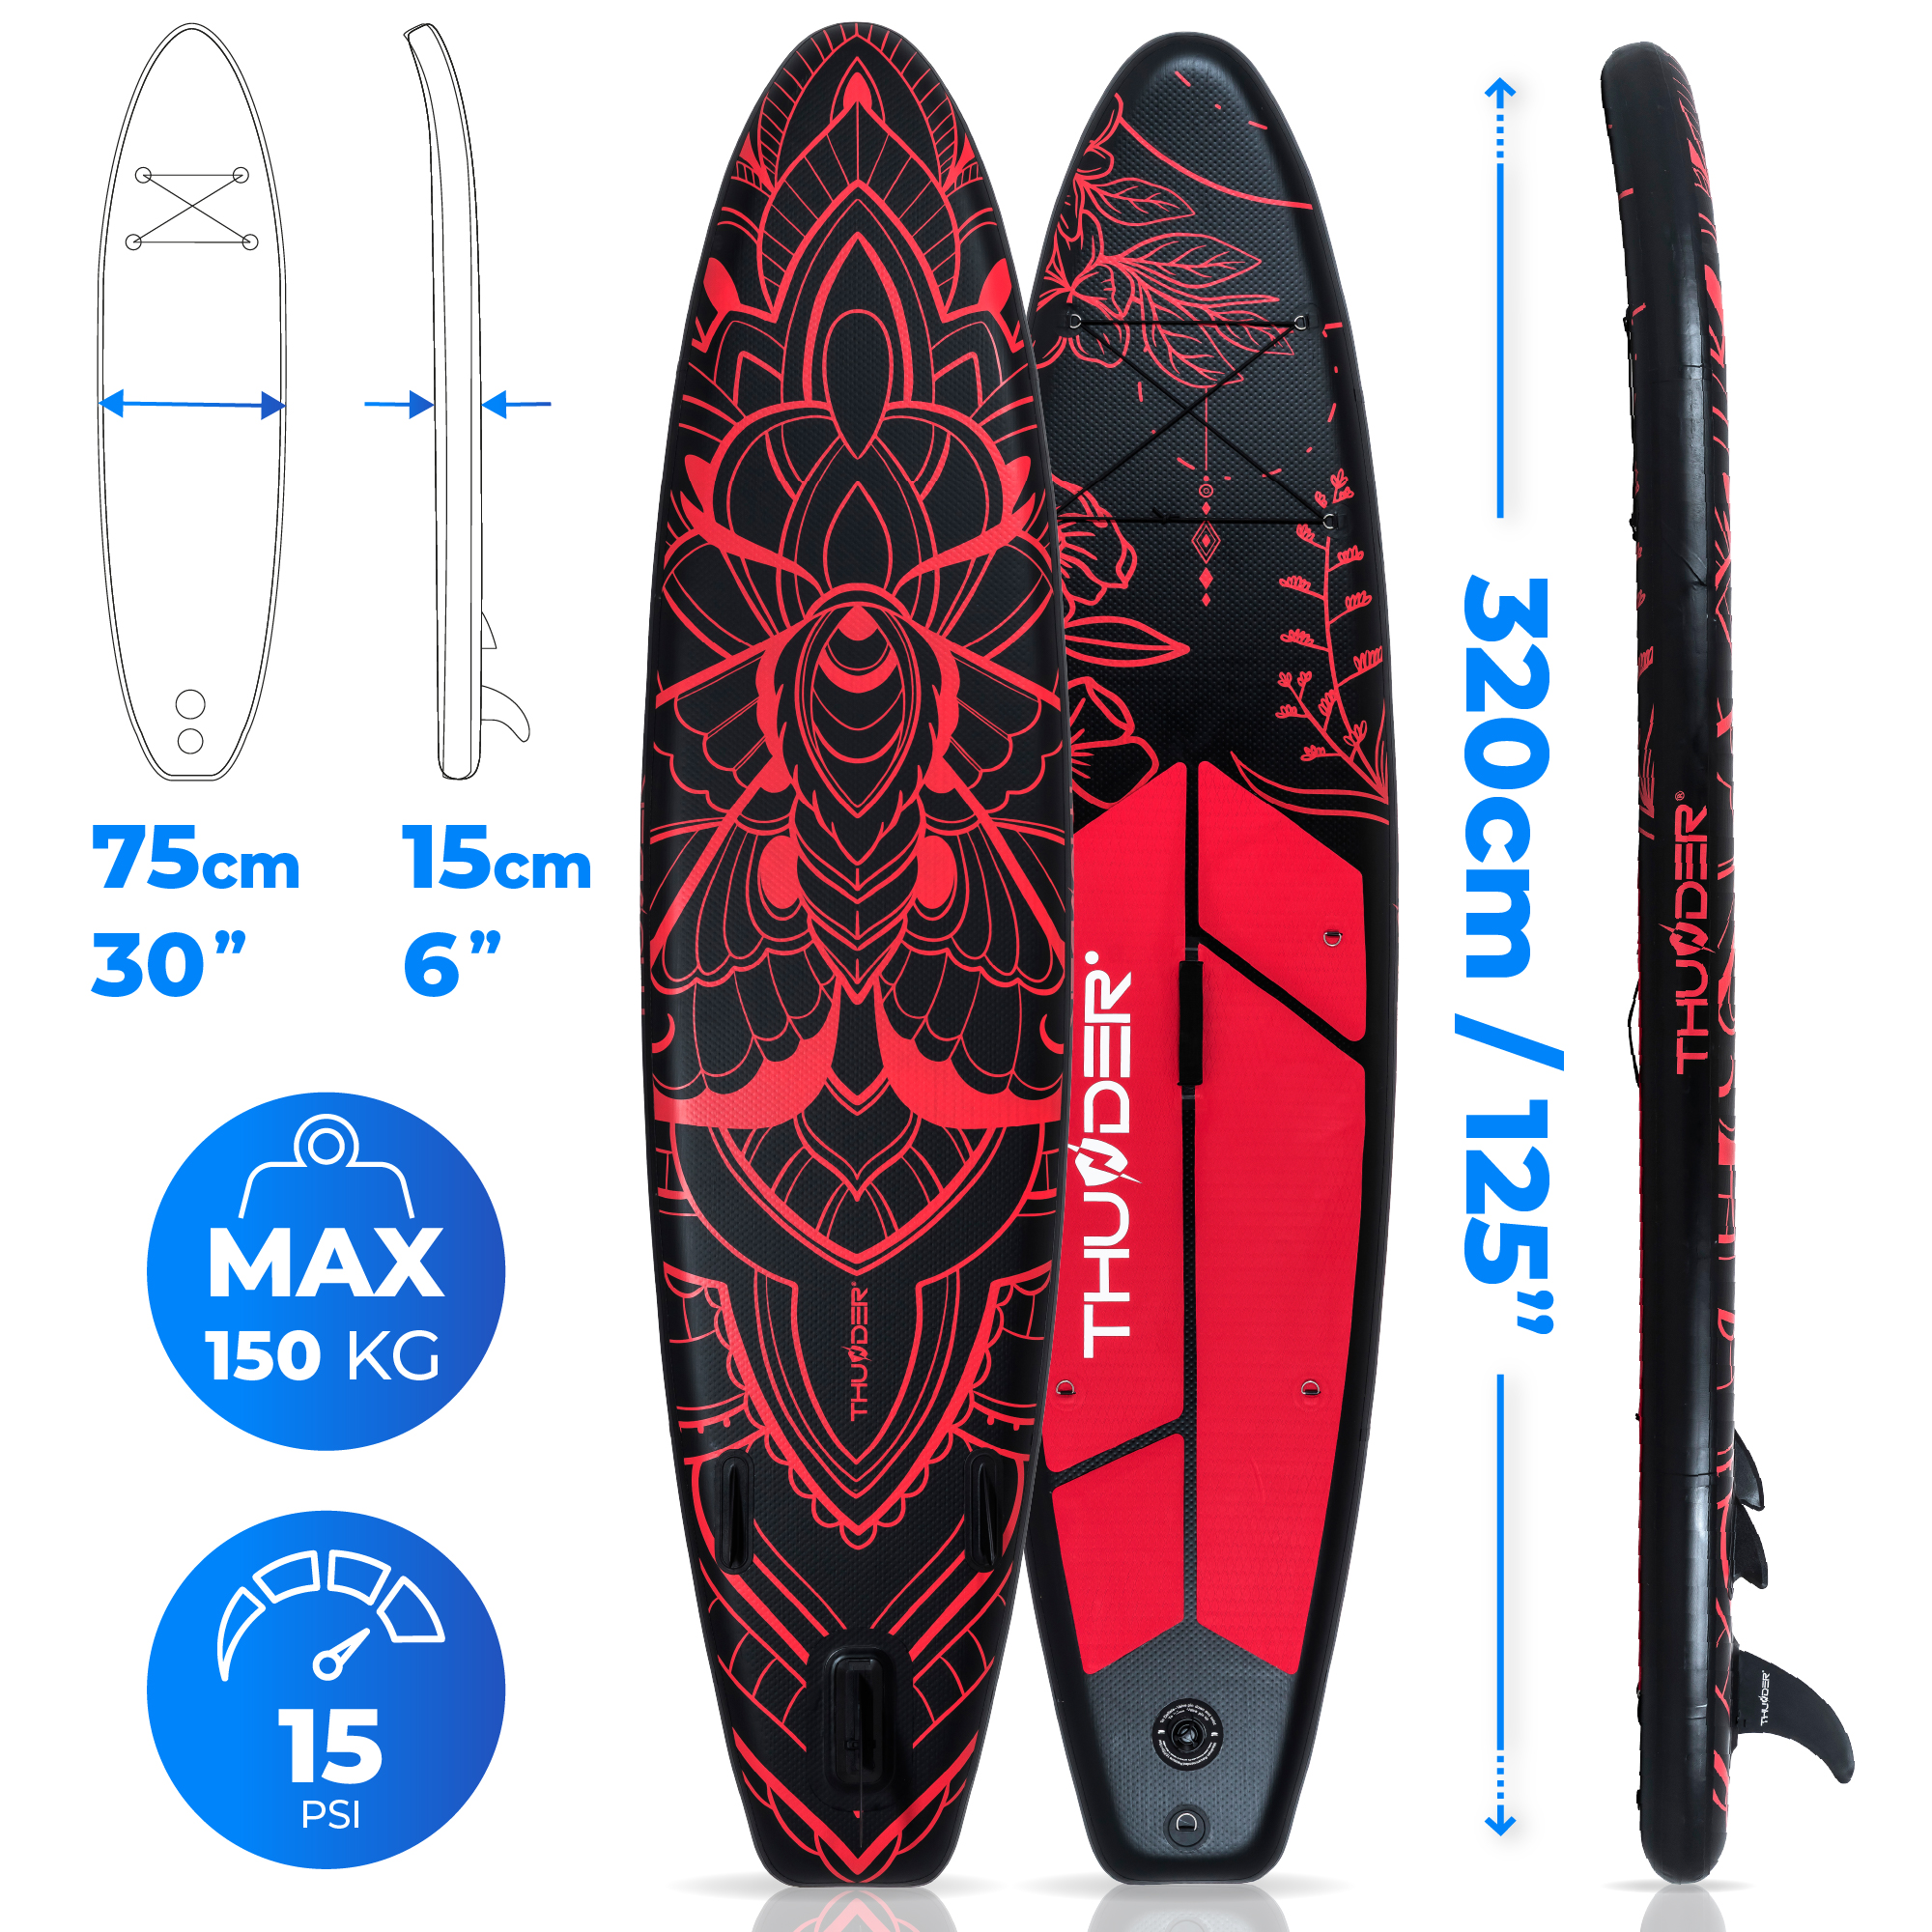 75cm
30”
15cm
6”
MAX
150 KG
15
PSI
THUNDER®
THUNDER®
320cm / 125”
THUNDER®
THUNDER®